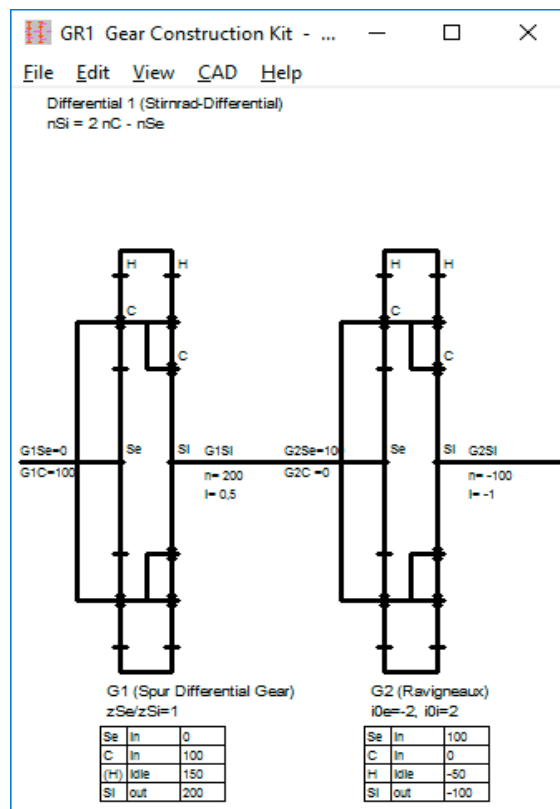 GR1 Gear Construction Kit - ...
File Edit View CAD Help
Differential 1 (Stirnrad-Differential)
nSi = 2 nC - nSe
H H H H
C C
C C
G1Se=0 Se SI G1SI G2Se=100 Se SI G2SI
G1C=100 n= 200 G2C =0 n= -100
i= 0,5 i= -1
G1 (Spur Differential Gear) G2 (Ravigneaux)
zSe/zSi=1 i0e=-2, i0i=2
Se In 0 Se In 100
C In 100 C In 0
(H) Idle 150 H Idle -50
SI out 200 SI out -100